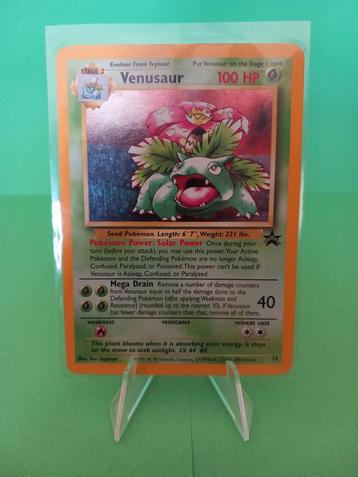 Evolves From Ivysaur Put Venusaur on the Stage 1 card
STAGE 2
Venusaur 100 HP
Seed Pokémon. Length: 6' 7", Weight: 221 lbs.
Pokémon Power: Solar Power Once during your
turn (before your attack), you may use this power. Your Active
Pokémon and the Defending Pokémon are no longer Asleep,
Confused, Paralyzed, or Poisoned. This power can't be used if
Venusaur is Asleep, Confused, or Paralyzed.
Mega Drain Remove a number of damage counters
from Venusaur equal to half the damage done to the
Defending Pokémon (after applying Weakness and
Resistance) (rounded up to the nearest 10). If Venusaur
has fewer damage counters than that, remove all of them.
40
weakness resistance retreat cost
This plant blooms when it is absorbing solar energy. It stays
on the move to seek sunlight. LV. 64 #3
Illus. Ken Sugimori
13